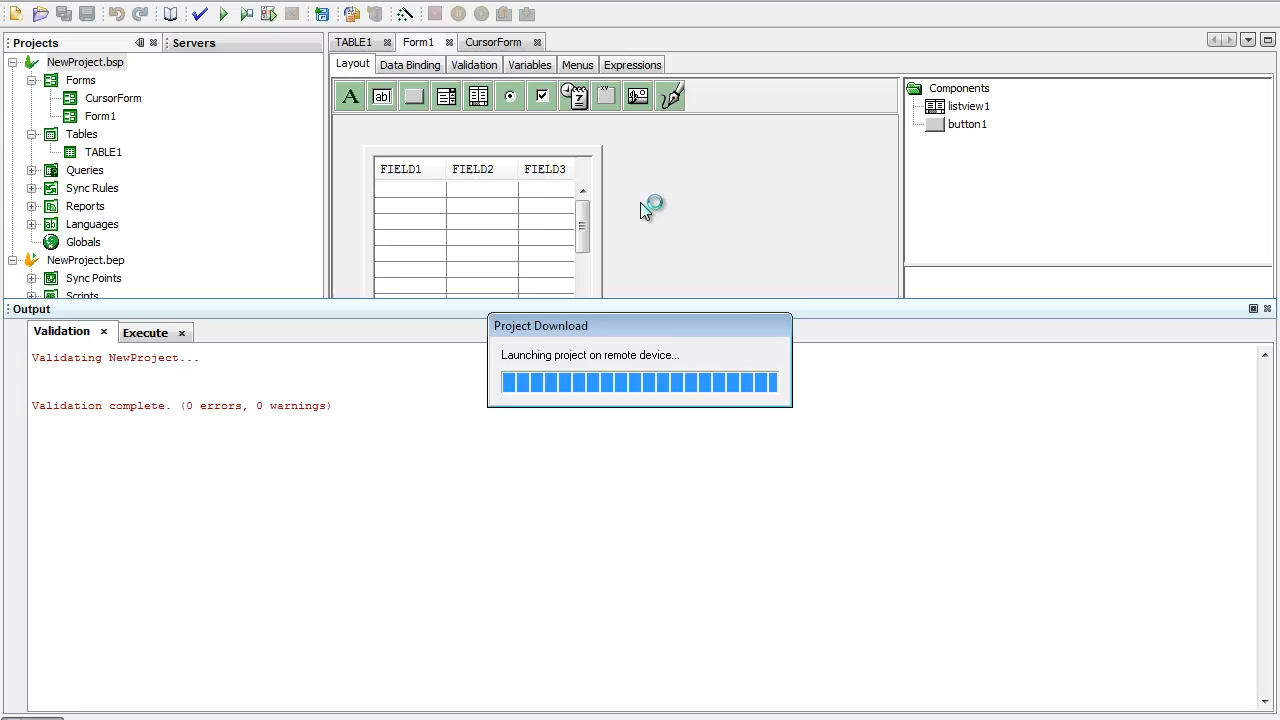 Projects
Servers
NewProject.bsp
Forms
CursorForm
Form1
Tables
TABLE1
Queries
Sync Rules
Reports
Languages
Globals
NewProject.bep
Sync Points
Scripts
TABLE1 Form1 CursorForm
Layout Data Binding Validation Variables Menus Expressions
A ab
7
FIELD1 FIELD2 FIELD3
Components
listview1
button1
Output
Validation Execute
Validating NewProject...
Validation complete. (0 errors, 0 warnings)
Project Download
Launching project on remote device...